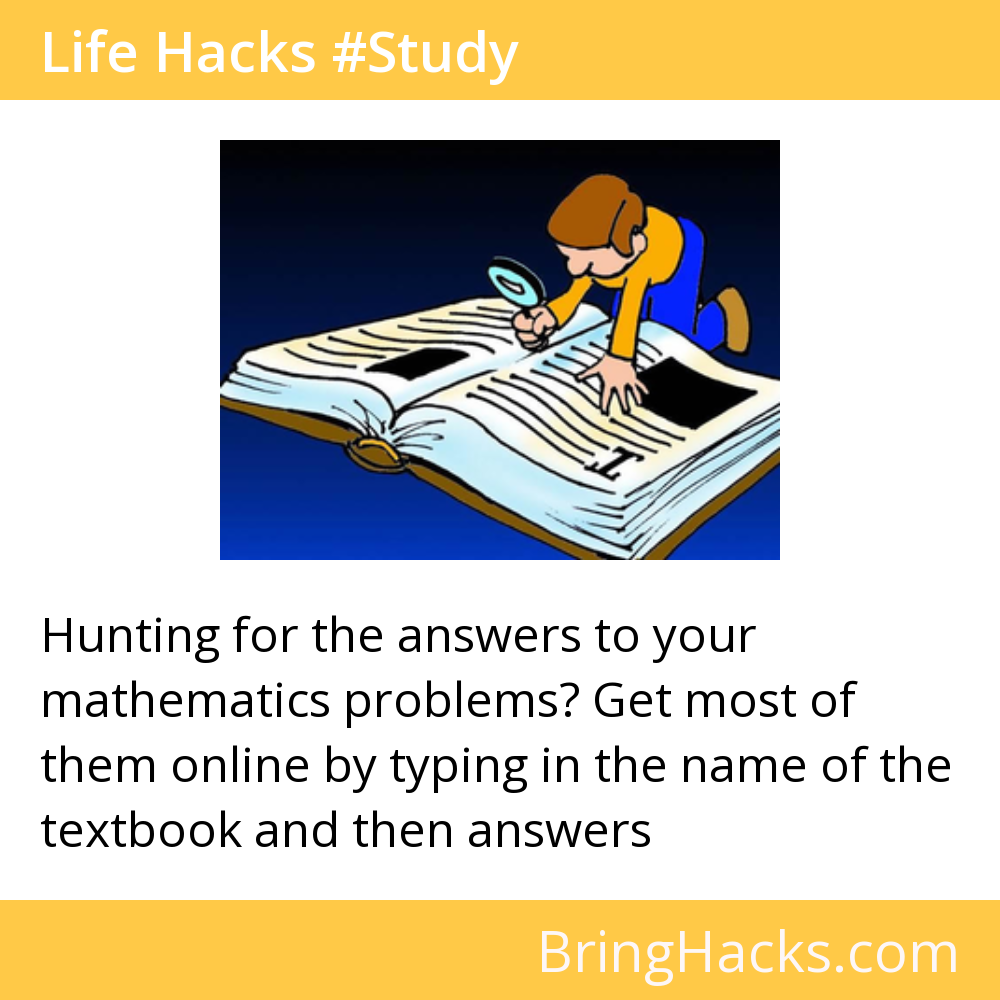 Life Hacks #Study
Hunting for the answers to your
mathematics problems? Get most of
them online by typing in the name of the
textbook and then answers
BringHacks.com